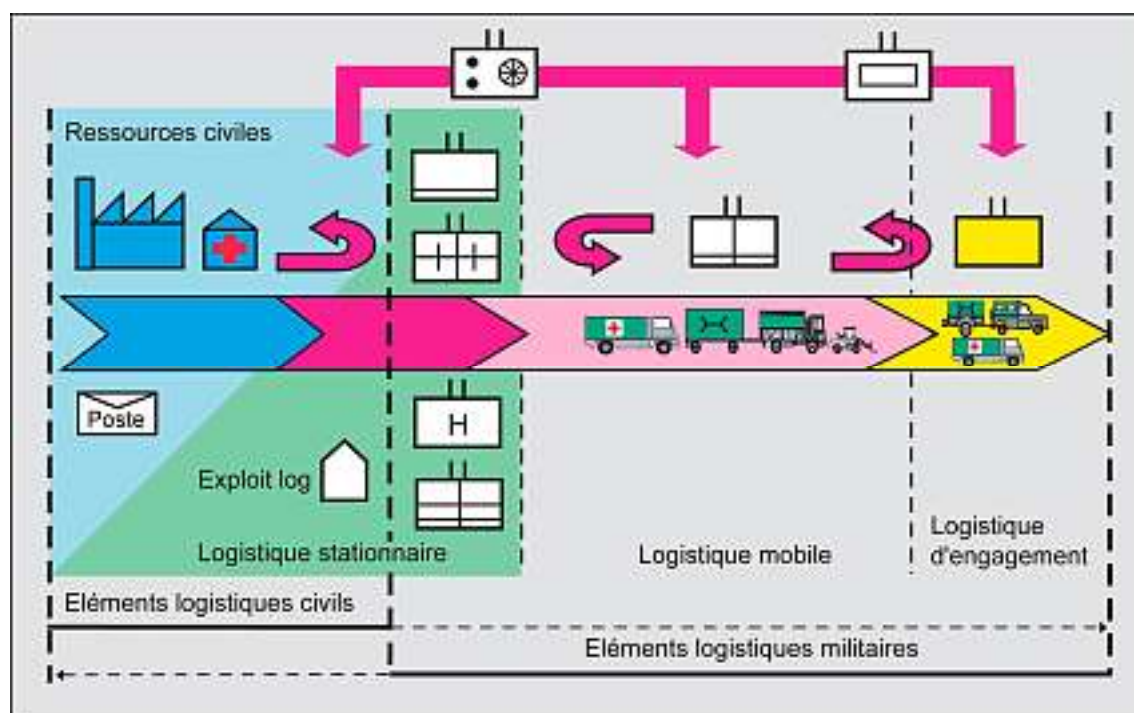 Ressources civiles
Poste
H
Exploit log
Logistique stationnaire
Logistique mobile
Logistique
d'engagement
Eléments logistiques civils
Eléments logistiques militaires